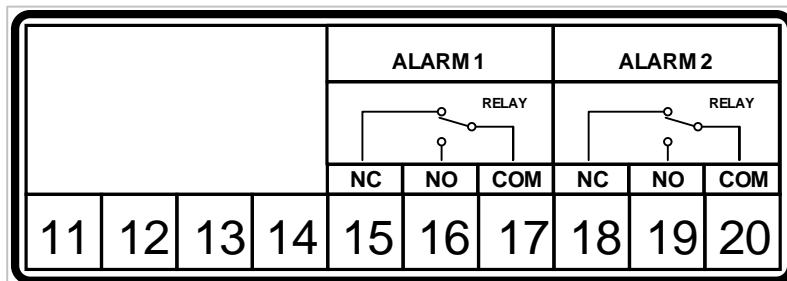 ALARM 1 ALARM 2
RELAY RELAY
NC NO COM NC NO COM
11 12 13 14 15 16 17 18 19 20